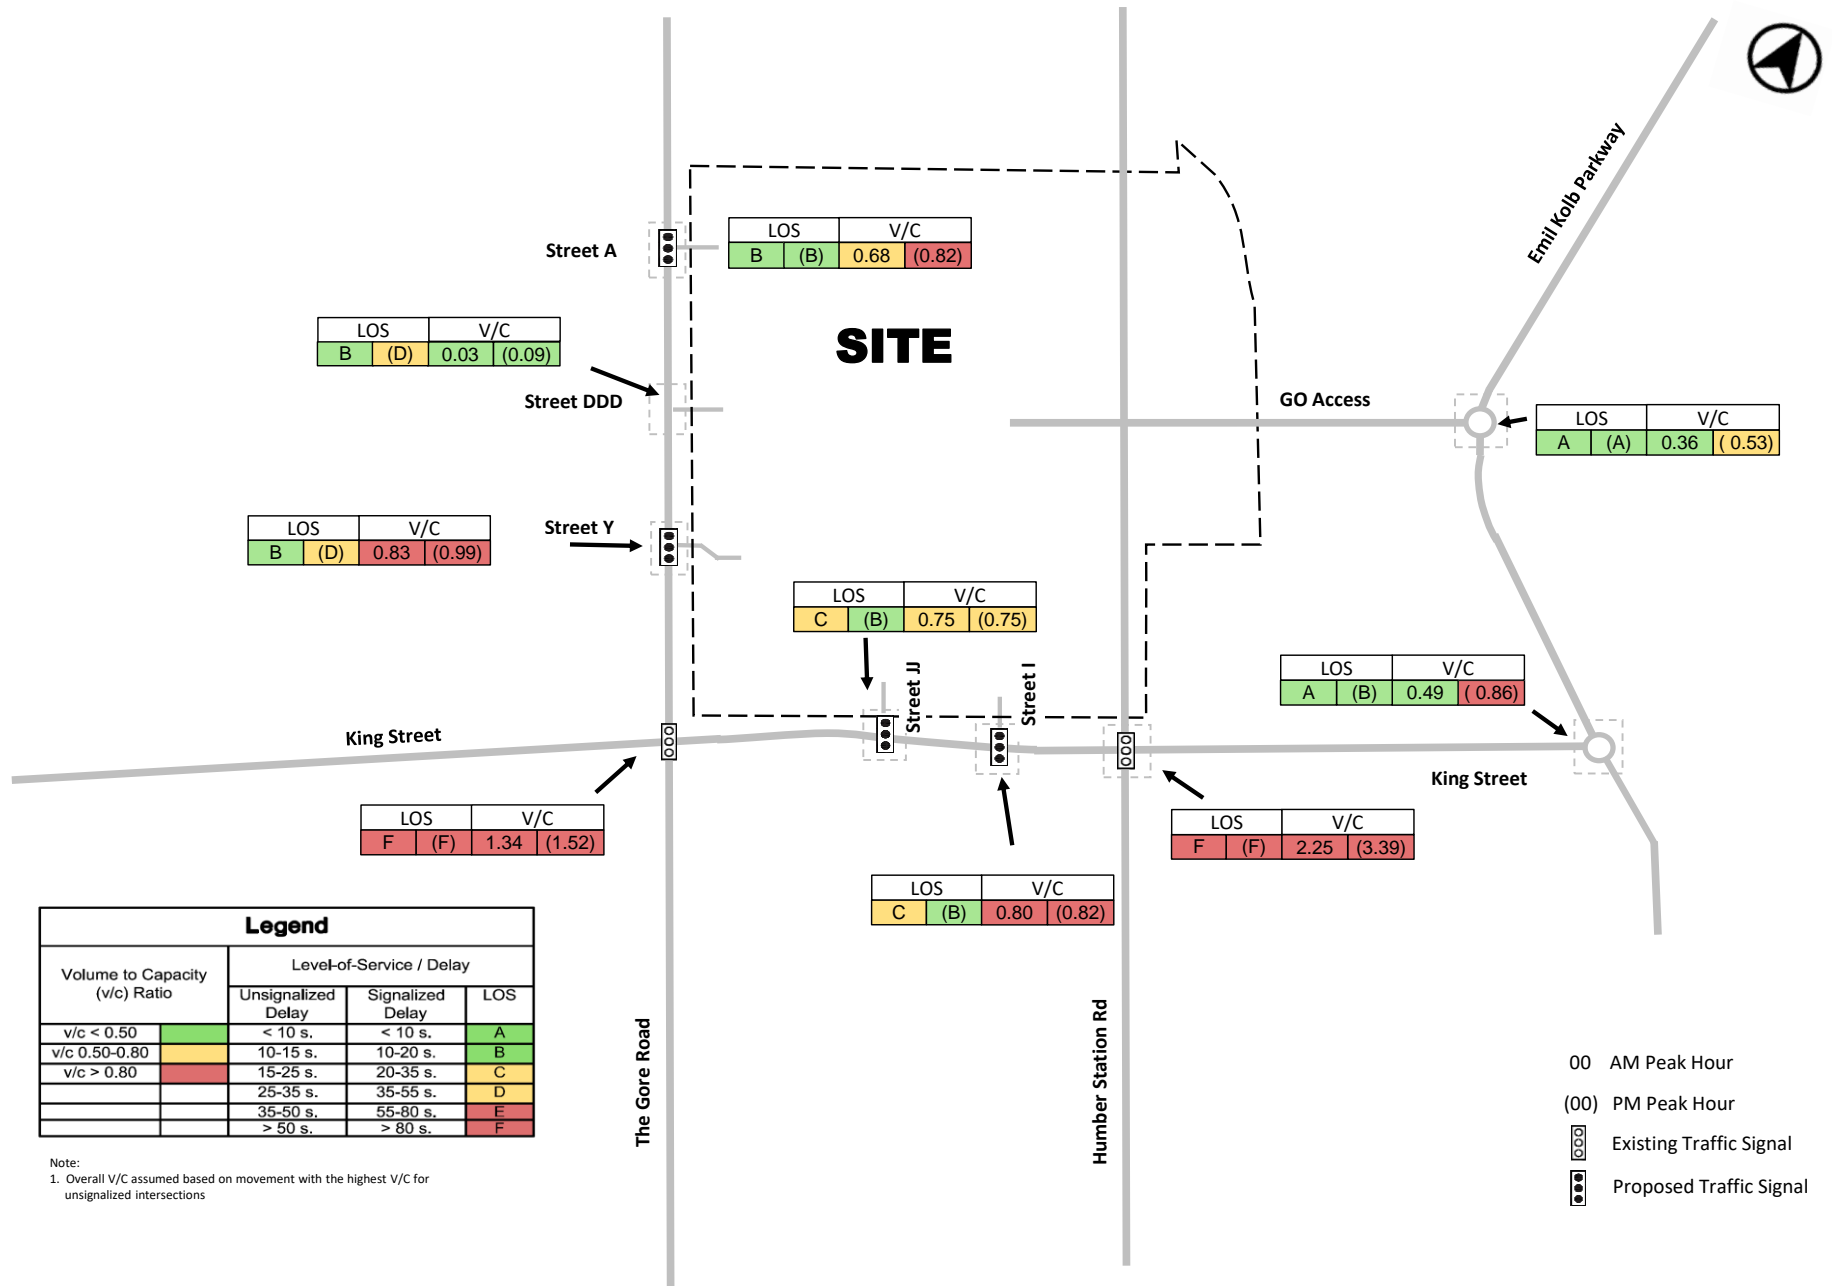 Emil Kolb Parkway
Street A
LOS V/C
B (B) 0.68 (0.82)
SITE
LOS V/C
B (D) 0.03 (0.09)
Street DDD
GO Access
LOS V/C
A (A) 0.36 ( 0.53)
Street Y
LOS V/C
B (D) 0.83 (0.99)
LOS V/C
C (B) 0.75 (0.75)
Street JJ
Street I
LOS V/C
A (B) 0.49 ( 0.86)
King Street
King Street
LOS V/C
F (F) 1.34 (1.52)
LOS V/C
F (F) 2.25 (3.39)
LOS V/C
C (B) 0.80 (0.82)
The Gore Road
Humber Station Rd
Legend
Volume to Capacity
(v/c) Ratio
Level-of-Service / Delay
Unsignalized
Delay
Signalized
Delay
LOS
v/c < 0.50 < 10 s. < 10 s. A
v/c 0.50-0.80 10-15 s. 10-20 s. B
v/c > 0.80 15-25 s. 20-35 s. C
25-35 s. 35-55 s. D
35-50 s. 55-80 s. E
> 50 s. > 80 s. F
Note:
1. Overall V/C assumed based on movement with the highest V/C for
unsignalized intersections
00 AM Peak Hour
(00) PM Peak Hour
Existing Traffic Signal
Proposed Traffic Signal